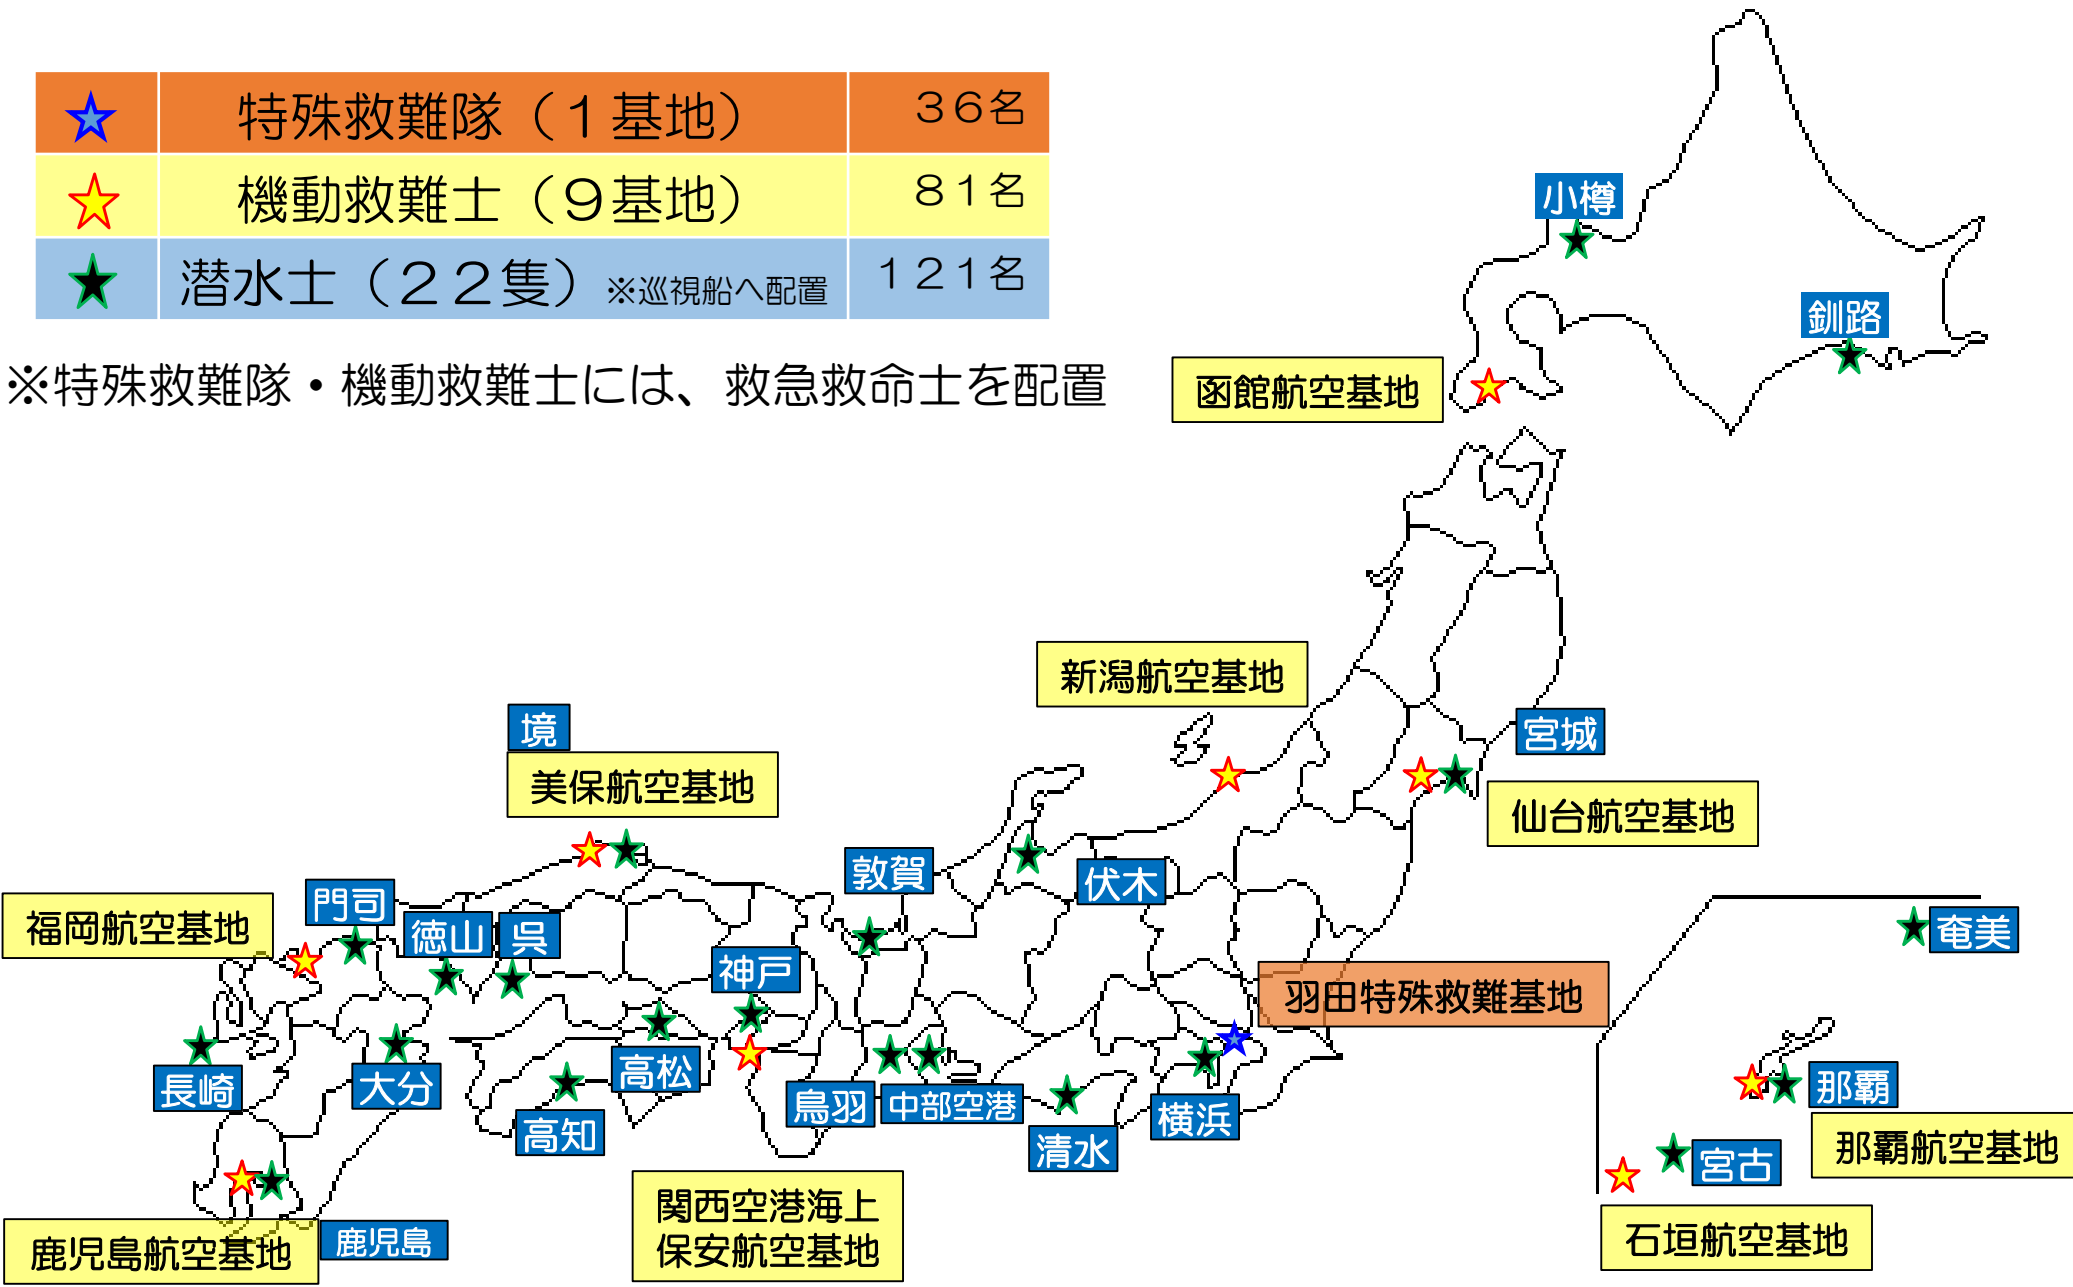 特殊救難隊（１基地） ３６名
機動救難士（９基地） ８１名
潜水士（２２隻）※巡視船へ配置 １２１名
※特殊救難隊・機動救難士には、救急救命士を配置
小樽
釧路
函館航空基地
新潟航空基地
宮城
仙台航空基地
境
美保航空基地
敦賀
伏木
福岡航空基地
門司
徳山
呉
神戸
羽田特殊救難基地
奄美
長崎
大分
高松
高知
鳥羽
中部空港
清水
横浜
那覇
那覇航空基地
宮古
石垣航空基地
関西空港海上
保安航空基地
鹿児島航空基地
鹿児島